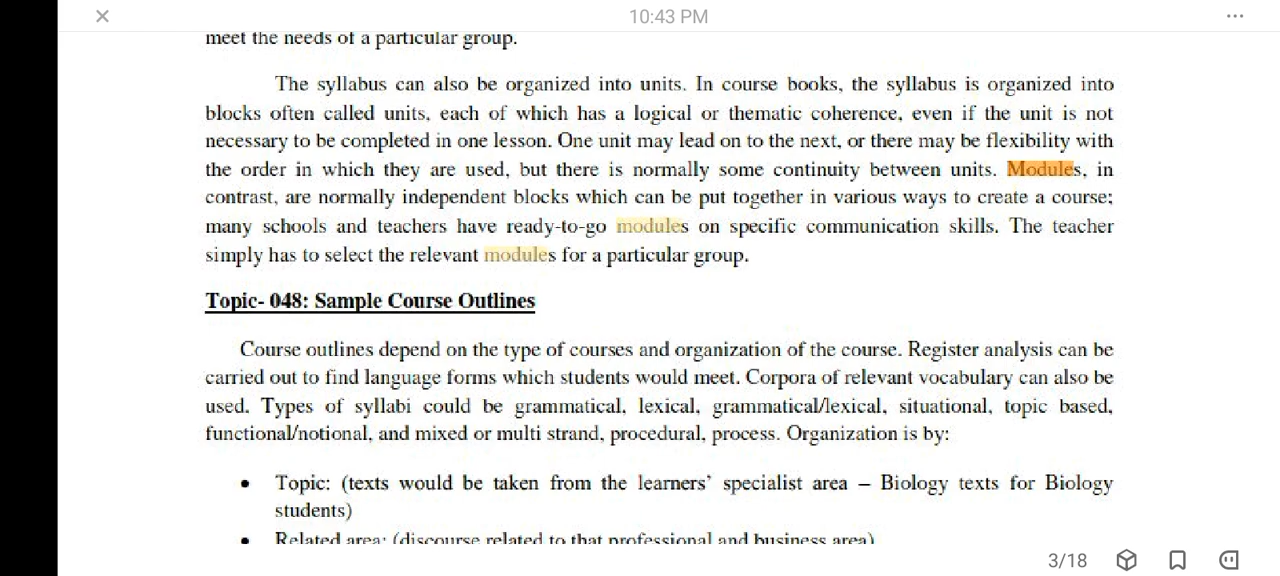 10:43 PM
meet the needs of a particular group.
The syllabus can also be organized into units. In course books, the syllabus is organized into
blocks often called units, each of which has a logical or thematic coherence, even if the unit is not
necessary to be completed in one lesson. One unit may lead on to the next, or there may be flexibility with
the order in which they are used, but there is normally some continuity between units. Modules, in
contrast, are normally independent blocks which can be put together in various ways to create a course;
many schools and teachers have ready-to-go modules on specific communication skills. The teacher
simply has to select the relevant modules for a particular group.
Topic- 048: Sample Course Outlines
Course outlines depend on the type of courses and organization of the course. Register analysis can be
carried out to find language forms which students would meet. Corpora of relevant vocabulary can also be
used. Types of syllabi could be grammatical, lexical, grammatical/lexical, situational, topic based,
functional/notional, and mixed or multi strand, procedural, process. Organization is by:
• Topic: (texts would be taken from the learners' specialist area – Biology texts for Biology
students)
• Related area: (discourse related to that professional and business area)
3/18